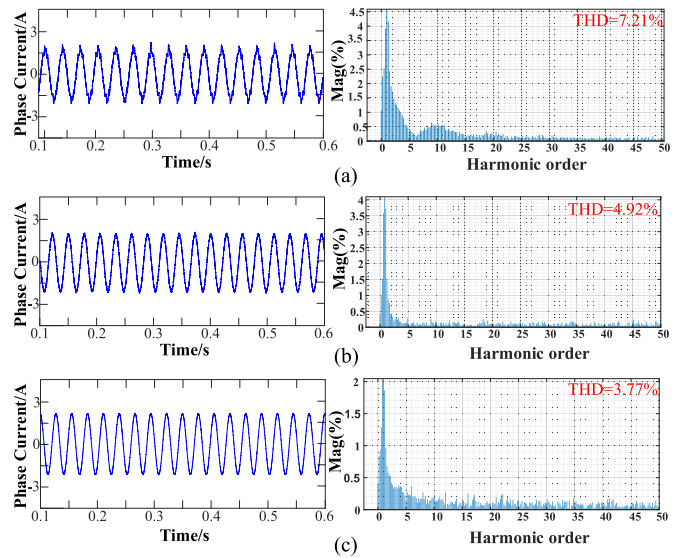 Phase Current/A
3
0
-3
0.1 0.2 0.3 0.4 0.5 0.6
Time/s
Mag(%)
4.5
4
3.5
3
2.5
2
1.5
1
0.5
0
THD=7.21%
0 5 10 15 20 25 30 35 40 45 50
Harmonic order
(a)
Phase Current/A
3
0
-3
0.1 0.2 0.3 0.4 0.5 0.6
Time/s
Mag(%)
4
3.5
3
2.5
2
1.5
1
0.5
0
THD=4.92%
0 5 10 15 20 25 30 35 40 45 50
Harmonic order
(b)
Phase Current/A
3
0
-3
0.1 0.2 0.3 0.4 0.5 0.6
Time/s
Mag(%)
2
1.5
1
0.5
0
THD=3.77%
0 5 10 15 20 25 30 35 40 45 50
Harmonic order
(c)